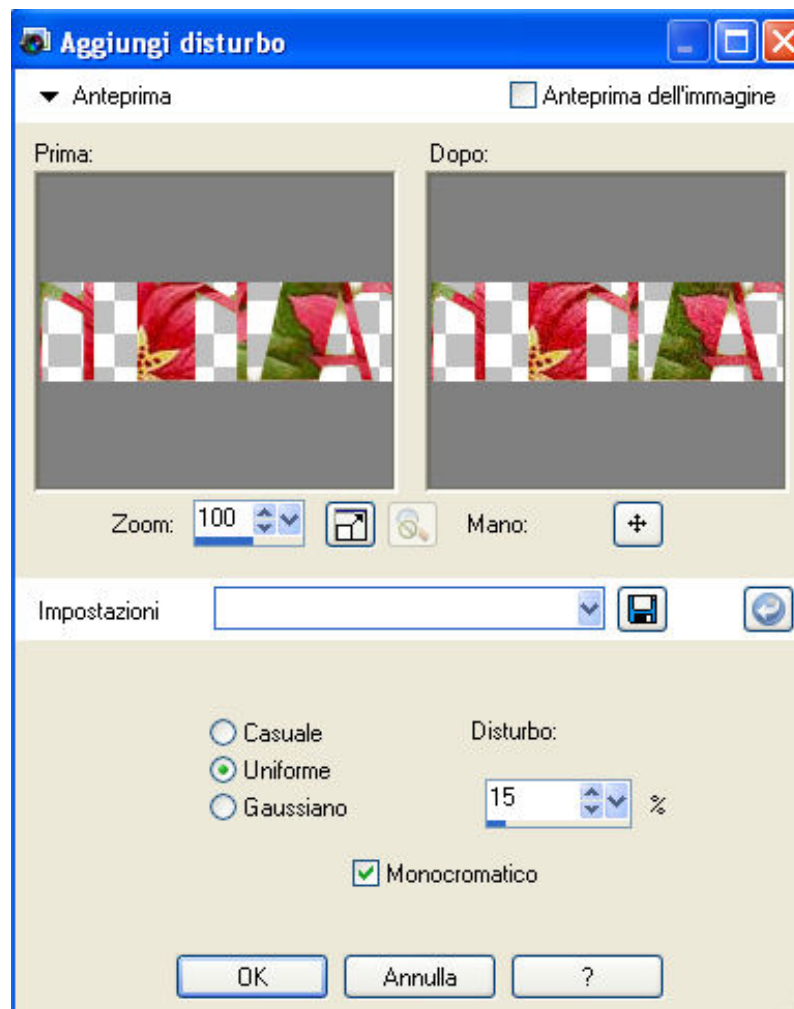 Aggiungi disturbo
Anteprima Anteprima dell'immagine
Prima: Dopo:
Zoom: 100 Mano:
Impostazioni
Casuale Disturbo:
Uniforme
15 %
Gaussiano
Monocromatico
OK Annulla ?